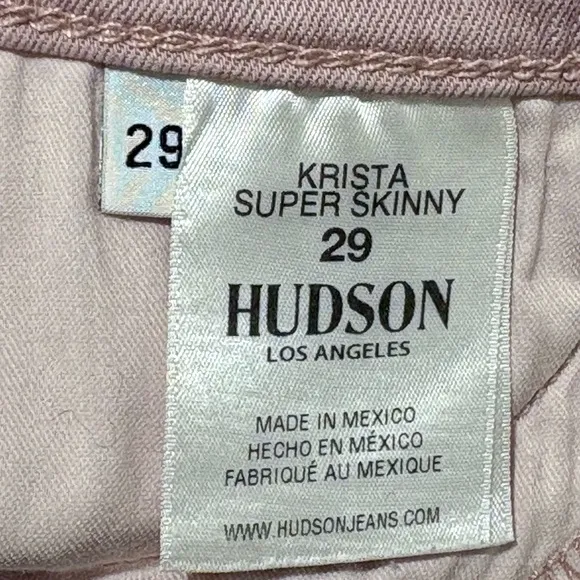 29
KRISTA
SUPER SKINNY
29
HUDSON
LOS ANGELES
MADE IN MEXICO
HECHO EN MÉXICO
FABRIQUÉ AU MEXIQUE
WWW.HUDSONJEANS.COM